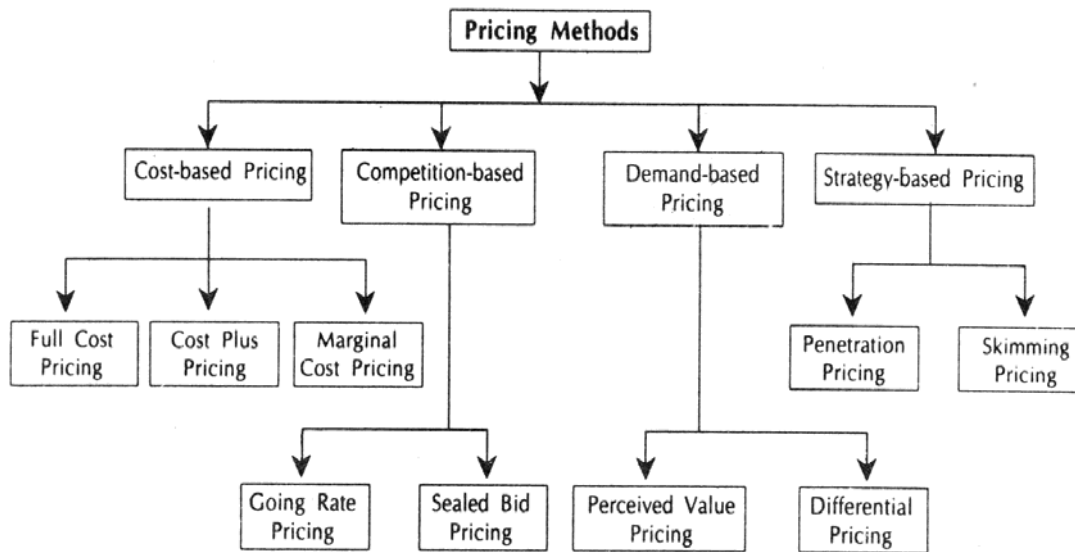 Pricing Methods
Cost-based Pricing
Competition-based
Pricing
Demand-based
Pricing
Strategy-based Pricing
Full Cost
Pricing
Cost Plus
Pricing
Marginal
Cost Pricing
Penetration
Pricing
Skimming
Pricing
Going Rate
Pricing
Sealed Bid
Pricing
Perceived Value
Pricing
Differential
Pricing